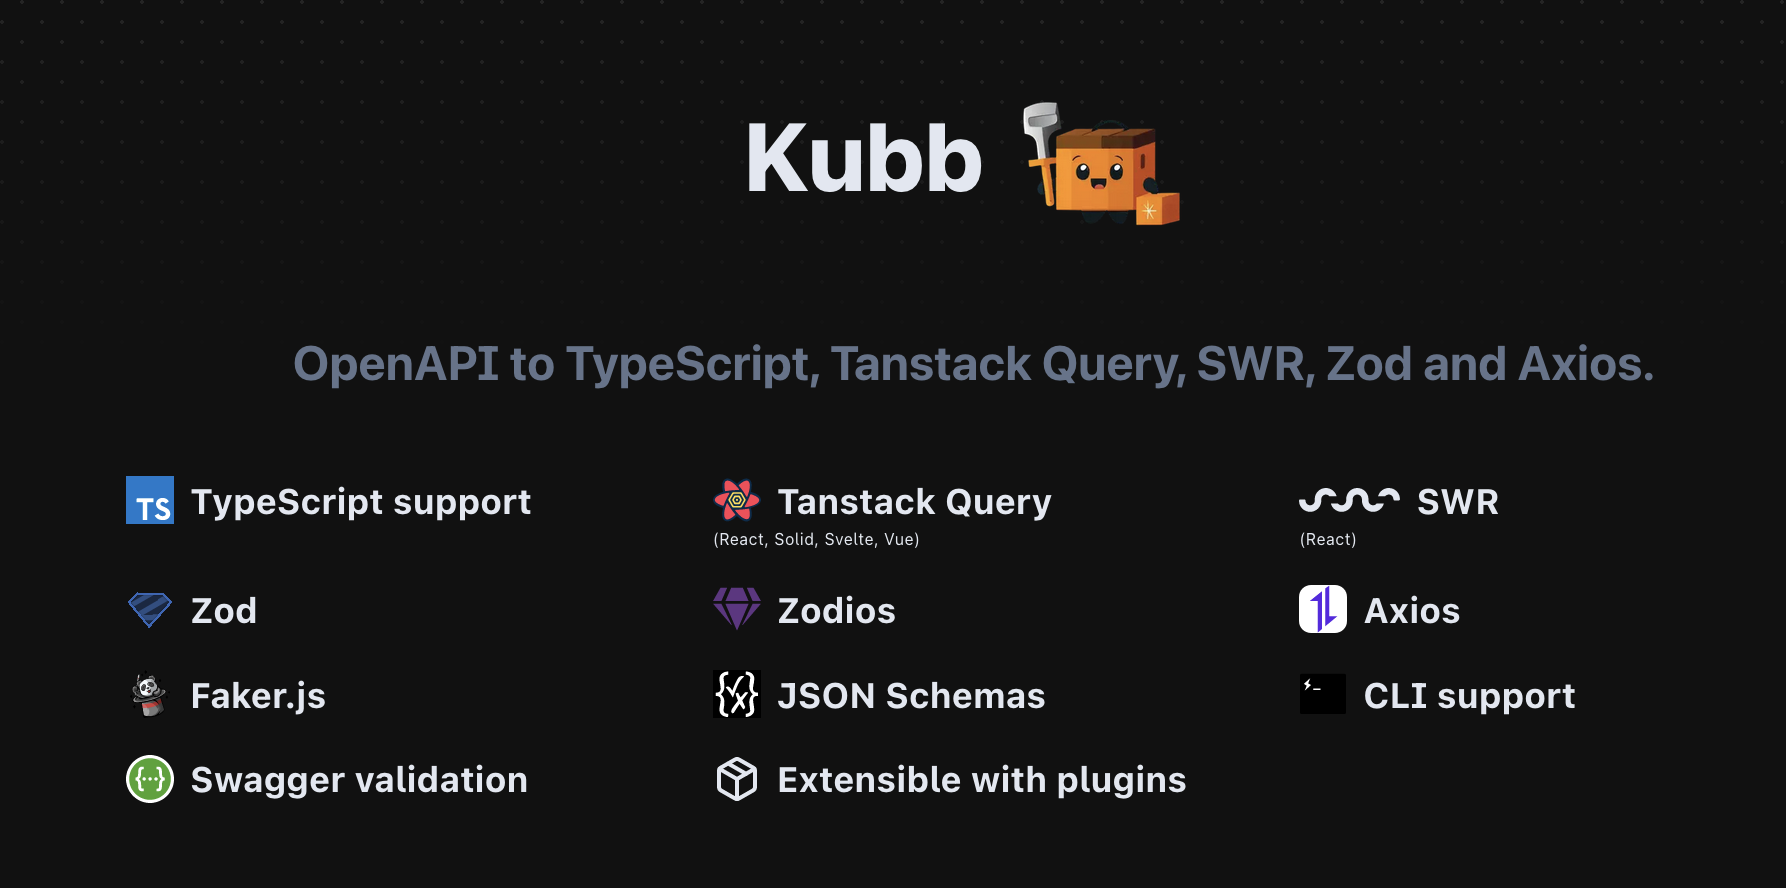 Kubb
OpenAPI to TypeScript, Tanstack Query, SWR, Zod and Axios.
TS TypeScript support
Tanstack Query
(React, Solid, Svelte, Vue)
SWR
(React)
Zod
Zodios
Axios
Faker.js
JSON Schemas
CLI support
Swagger validation
Extensible with plugins